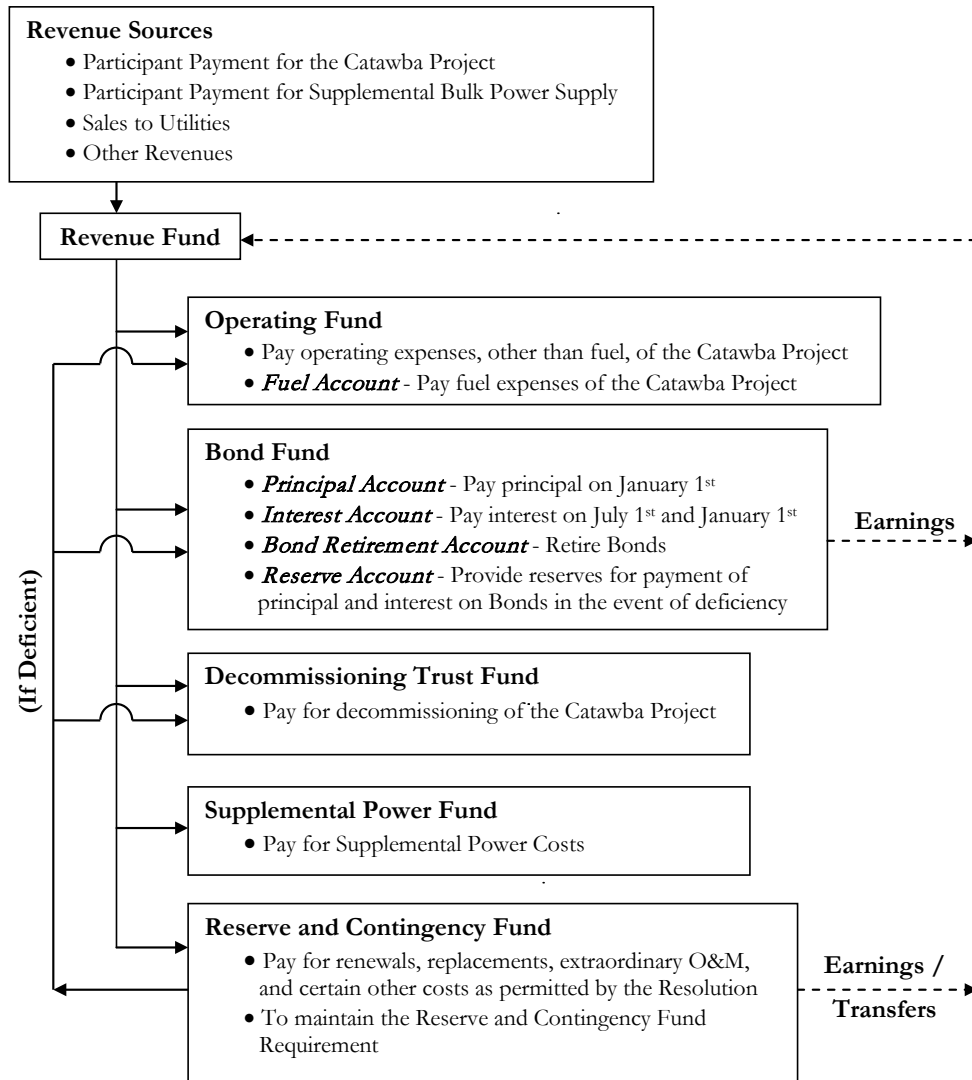 Revenue Sources
• Participant Payment for the Catawba Project
• Participant Payment for Supplemental Bulk Power Supply
• Sales to Utilities
• Other Revenues
Revenue Fund
Operating Fund
• Pay operating expenses, other than fuel, of the Catawba Project
• Fuel Account - Pay fuel expenses of the Catawba Project
Bond Fund
• Principal Account - Pay principal on January 1st
• Interest Account - Pay interest on July 1st and January 1st
• Bond Retirement Account - Retire Bonds
• Reserve Account - Provide reserves for payment of
principal and interest on Bonds in the event of deficiency
Earnings
(If Deficient)
Decommissioning Trust Fund
• Pay for decommissioning of the Catawba Project
Supplemental Power Fund
• Pay for Supplemental Power Costs
Reserve and Contingency Fund
• Pay for renewals, replacements, extraordinary O&M,
and certain other costs as permitted by the Resolution
• To maintain the Reserve and Contingency Fund
Requirement
Earnings /
Transfers